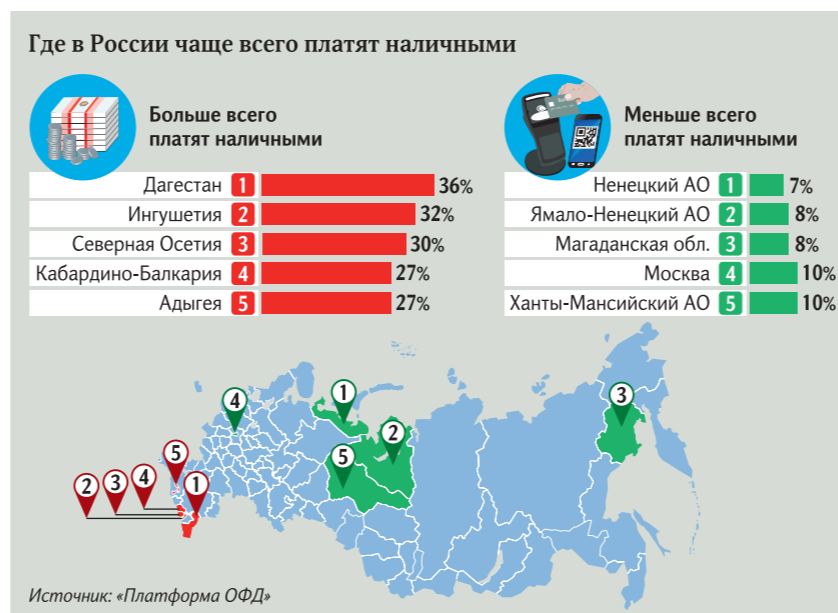 Где в России чаще всего платят наличными
Больше всего
платят наличными
Дагестан 1 36%
Ингушетия 2 32%
Северная Осетия 3 30%
Кабардино-Балкария 4 27%
Адыгея 5 27%
Меньше всего
платят наличными
Ненецкий АО 1 7%
Ямало-Ненецкий АО 2 8%
Магаданская обл. 3 8%
Москва 4 10%
Ханты-Мансийский АО 5 10%
1
3
4
2
5
5
4
3
2
1
Источник: «Платформа ОФД»